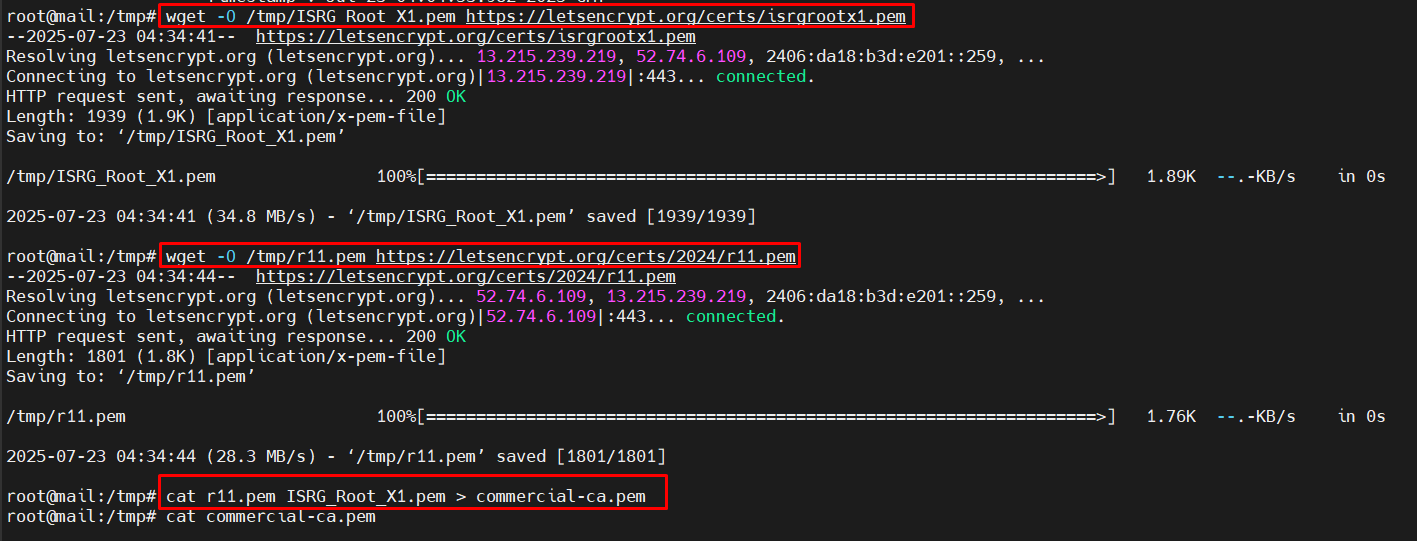 root@mail:/tmp# wget -O /tmp/ISRG_Root_X1.pem https://letsencrypt.org/certs/isrgrootx1.pem
--2025-07-23 04:34:41-- https://letsencrypt.org/certs/isrgrootx1.pem
Resolving letsencrypt.org (letsencrypt.org)... 13.215.239.219, 52.74.6.109, 2406:da18:b3d:e201::259, ...
Connecting to letsencrypt.org (letsencrypt.org)|13.215.239.219|:443... connected.
HTTP request sent, awaiting response... 200 OK
Length: 1939 (1.9K) [application/x-pem-file]
Saving to: ‘/tmp/ISRG_Root_X1.pem’
/tmp/ISRG_Root_X1.pem 100%[===================================================================>] 1.89K --.-KB/s in 0s
2025-07-23 04:34:41 (34.8 MB/s) - ‘/tmp/ISRG_Root_X1.pem’ saved [1939/1939]
root@mail:/tmp# wget -O /tmp/r11.pem https://letsencrypt.org/certs/2024/r11.pem
--2025-07-23 04:34:44-- https://letsencrypt.org/certs/2024/r11.pem
Resolving letsencrypt.org (letsencrypt.org)... 52.74.6.109, 13.215.239.219, 2406:da18:b3d:e201::259, ...
Connecting to letsencrypt.org (letsencrypt.org)|52.74.6.109|:443... connected.
HTTP request sent, awaiting response... 200 OK
Length: 1801 (1.8K) [application/x-pem-file]
Saving to: ‘/tmp/r11.pem’
/tmp/r11.pem 100%[===================================================================>] 1.76K --.-KB/s in 0s
2025-07-23 04:34:44 (28.3 MB/s) - ‘/tmp/r11.pem’ saved [1801/1801]
root@mail:/tmp# cat r11.pem ISRG_Root_X1.pem > commercial-ca.pem
root@mail:/tmp# cat commercial-ca.pem